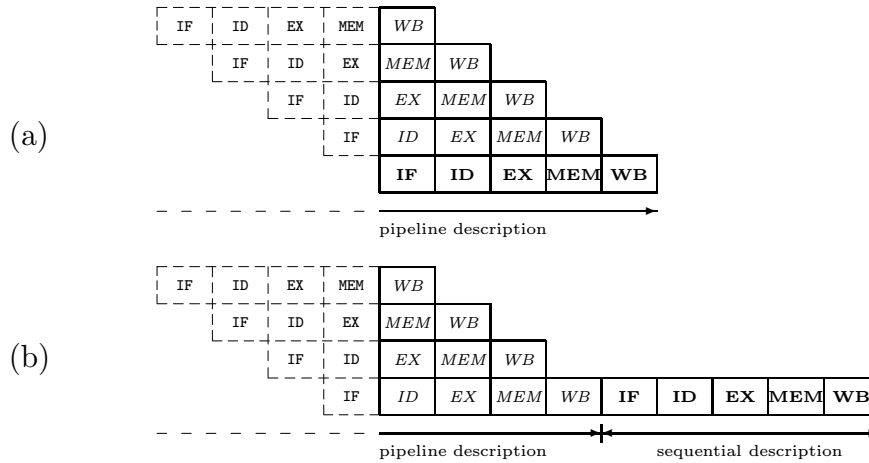 IF ID EX MEM WB
IF ID EX MEM WB
IF ID EX MEM WB
(a)
IF ID EX MEM WB
IF ID EX MEM WB
pipeline description
IF ID EX MEM WB
IF ID EX MEM WB
(b)
IF ID EX MEM WB
IF ID EX MEM WB IF ID EX MEM WB
pipeline description sequential description